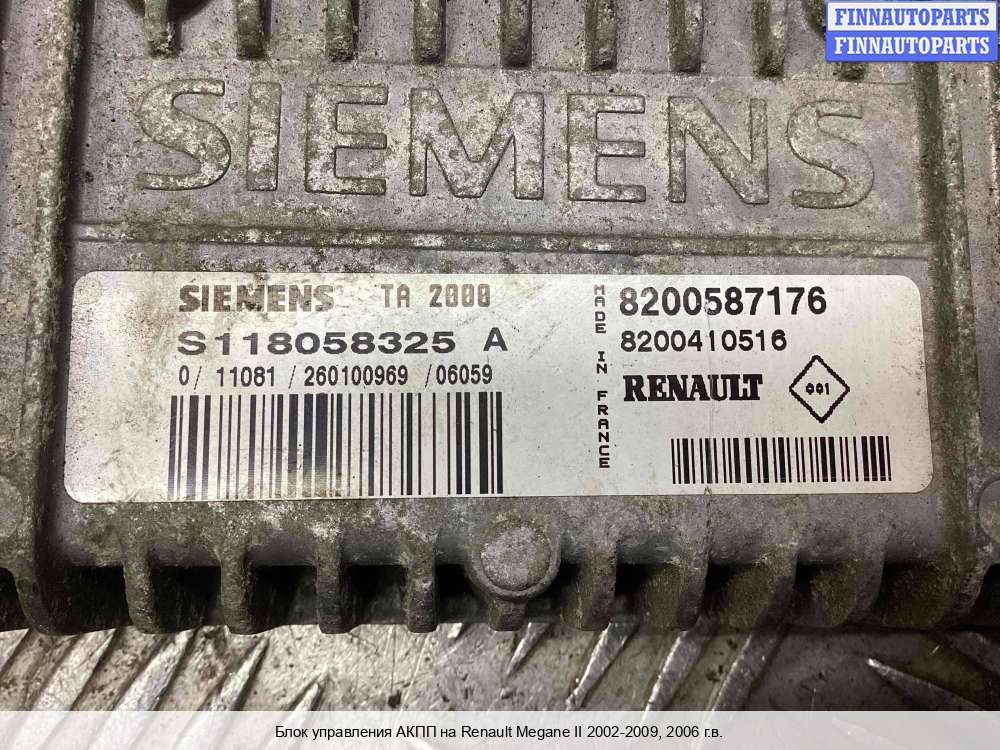 FINNAUTOPARTS
FINNAUTOPARTS
SIEMENS
SIEMENS TA 2000
S118058325 A
0/ 11081 / 260100969 / 06059
MADE IN FRANCE
8200587176
8200410516
RENAULT 001
Блок управления АКПП на Renault Megane II 2002-2009, 2006 г.в.